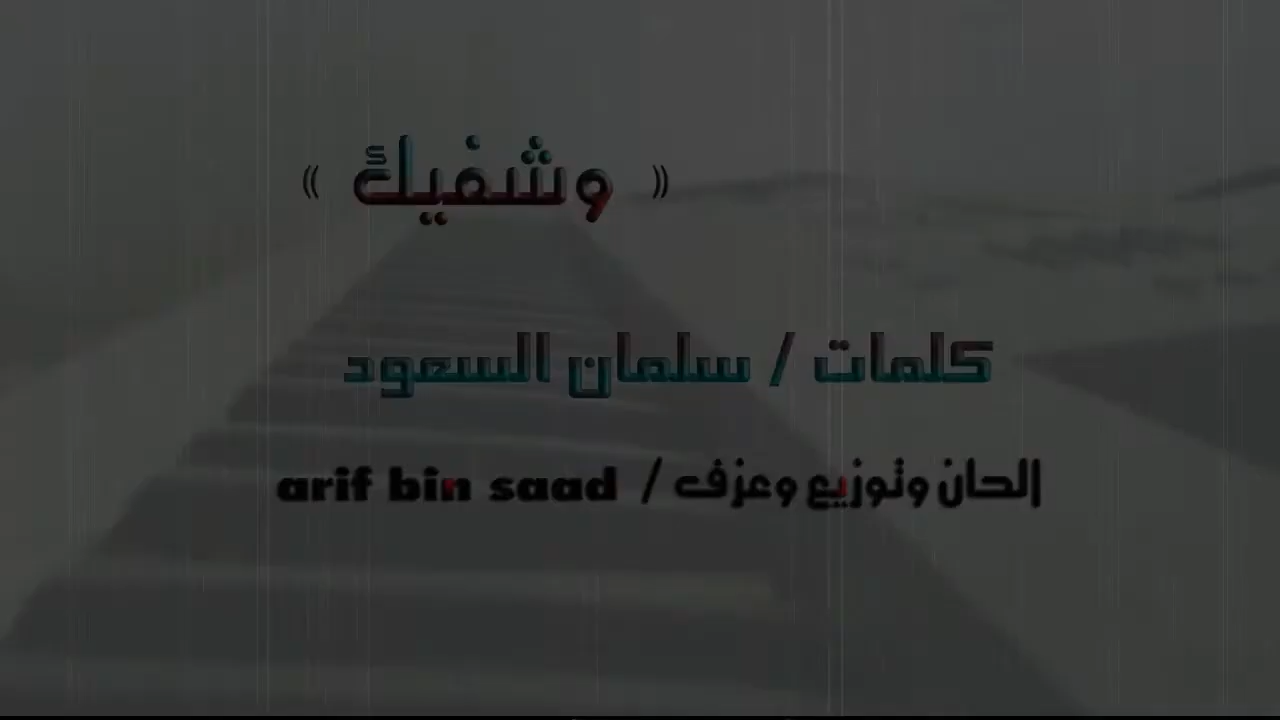 (( وشفيك ))
كلمات / سلمان السعود
الحان وتوزيع وعزف / arif bin saad